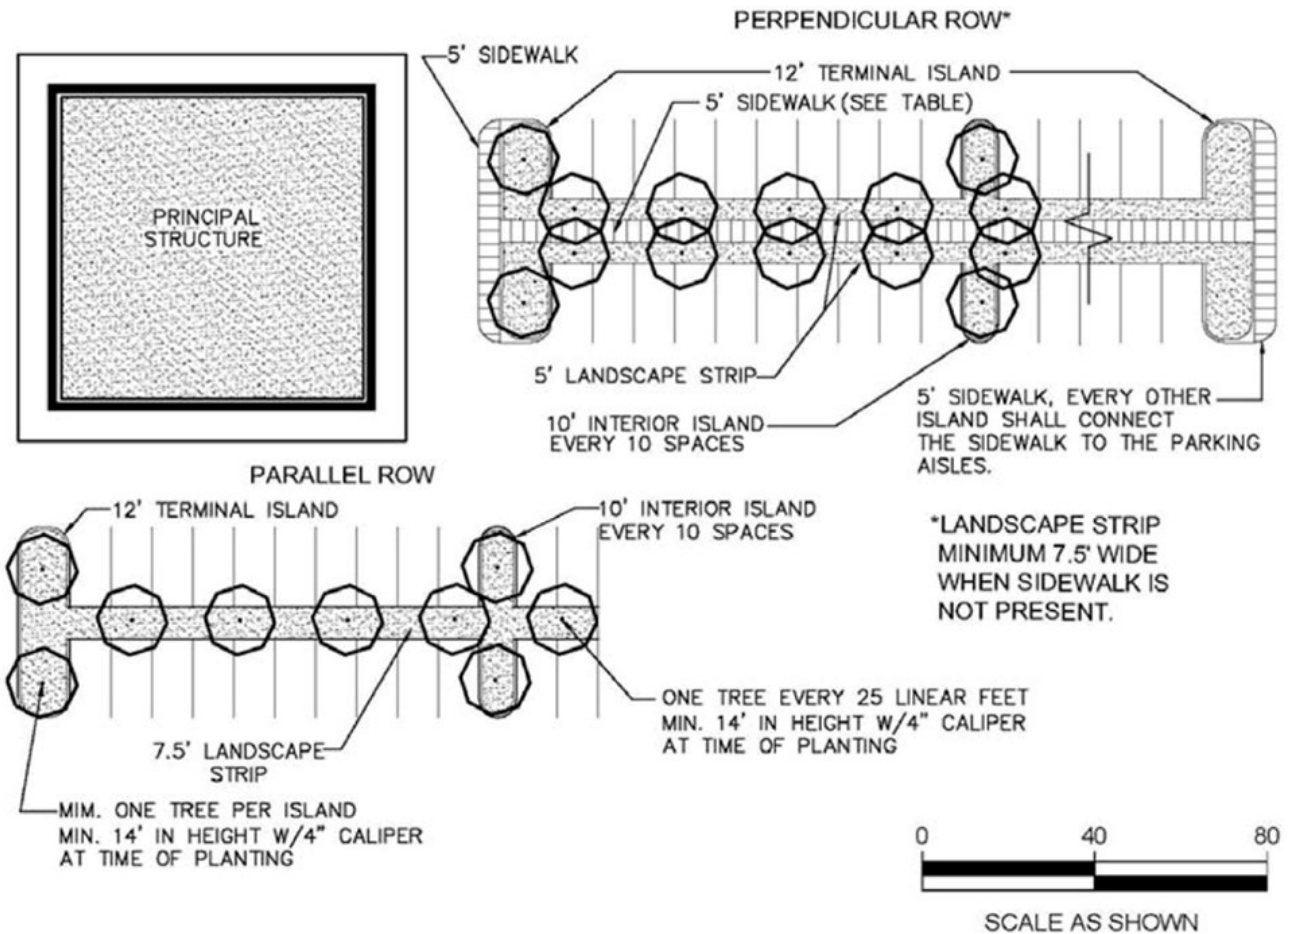 PERPENDICULAR ROW*
5' SIDEWALK
12' TERMINAL ISLAND
5' SIDEWALK (SEE TABLE)
PRINCIPAL
STRUCTURE
5' LANDSCAPE STRIP
10' INTERIOR ISLAND
EVERY 10 SPACES
5' SIDEWALK, EVERY OTHER
ISLAND SHALL CONNECT
THE SIDEWALK TO THE PARKING
AISLES.
PARALLEL ROW
12' TERMINAL ISLAND
10' INTERIOR ISLAND
EVERY 10 SPACES
*LANDSCAPE STRIP
MINIMUM 7.5' WIDE
WHEN SIDEWALK IS
NOT PRESENT.
ONE TREE EVERY 25 LINEAR FEET
MIN. 14' IN HEIGHT W/4" CALIPER
AT TIME OF PLANTING
7.5' LANDSCAPE
STRIP
MIM. ONE TREE PER ISLAND
MIN. 14' IN HEIGHT W/4" CALIPER
AT TIME OF PLANTING
0 40 80
SCALE AS SHOWN